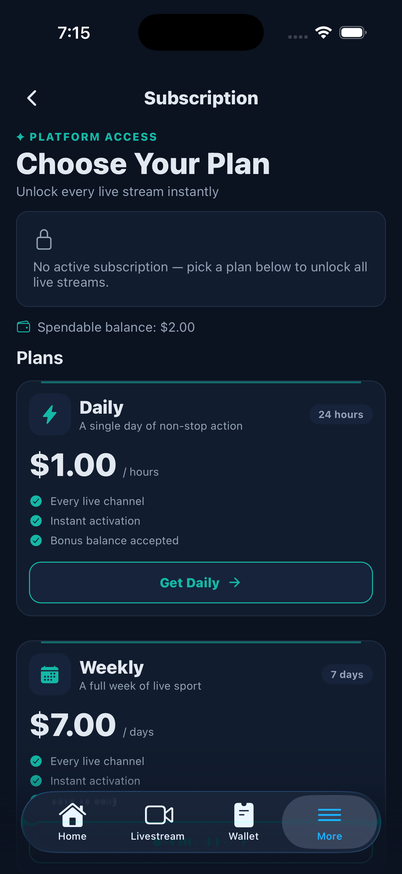 7:15
Subscription
✦ PLATFORM ACCESS
Choose Your Plan
Unlock every live stream instantly
No active subscription — pick a plan below to unlock all
live streams.
Spendable balance: $2.00
Plans
Daily
24 hours
A single day of non-stop action
$1.00 / hours
Every live channel
Instant activation
Bonus balance accepted
Get Daily →
Weekly
7 days
A full week of live sport
$7.00 / days
Every live channel
Instant activation
Home
Livestream
Wallet
More